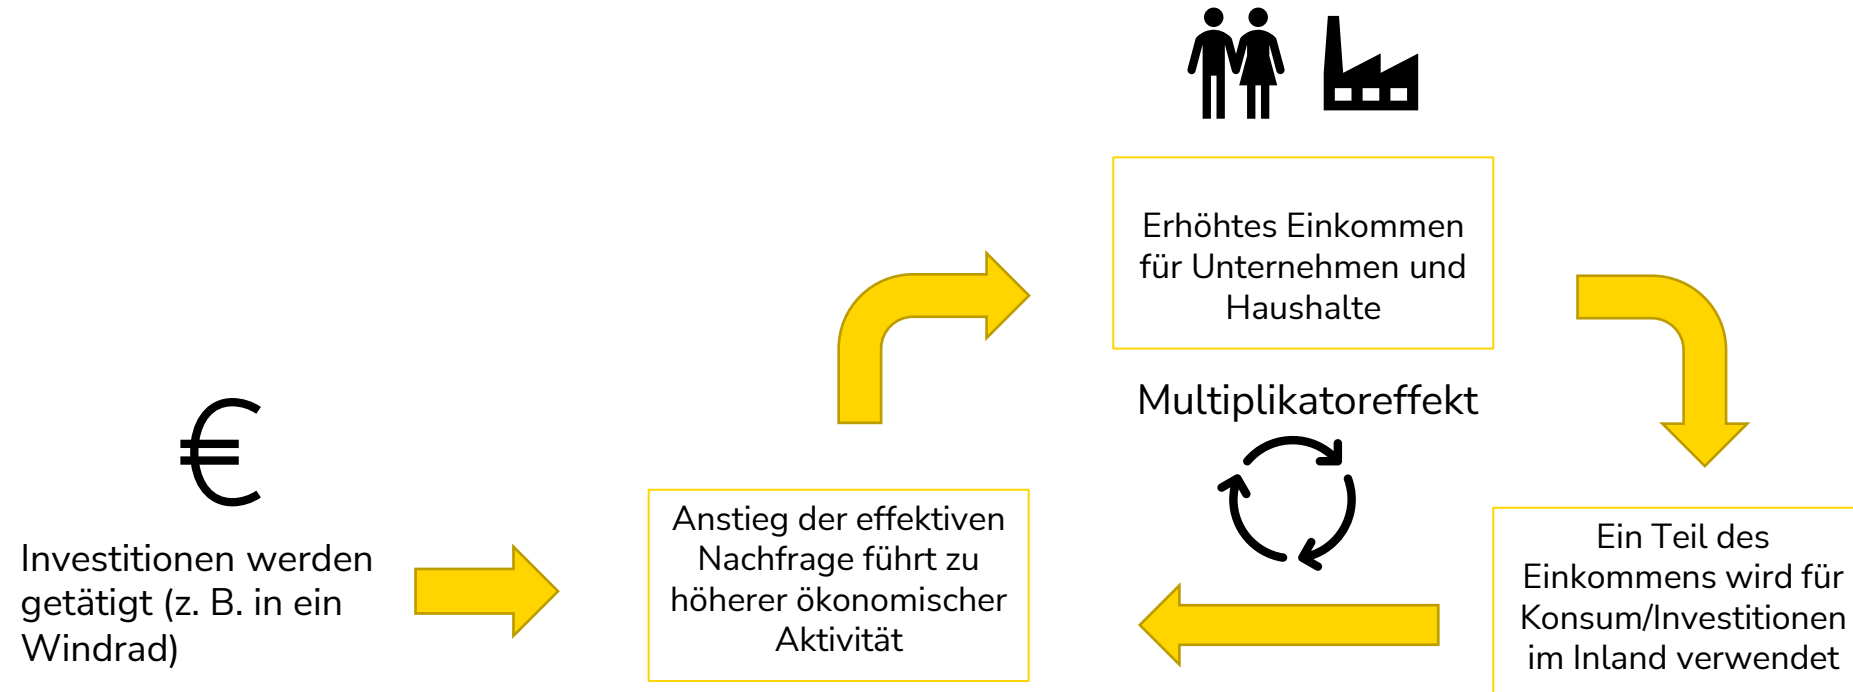 Erhöhtes Einkommen
für Unternehmen und
Haushalte
Multiplikatoreffekt
€
Investitionen werden
getätigt (z. B. in ein
Windrad)
Anstieg der effektiven
Nachfrage führt zu
höherer ökonomischer
Aktivität
Ein Teil des
Einkommens wird für
Konsum/Investitionen
im Inland verwendet